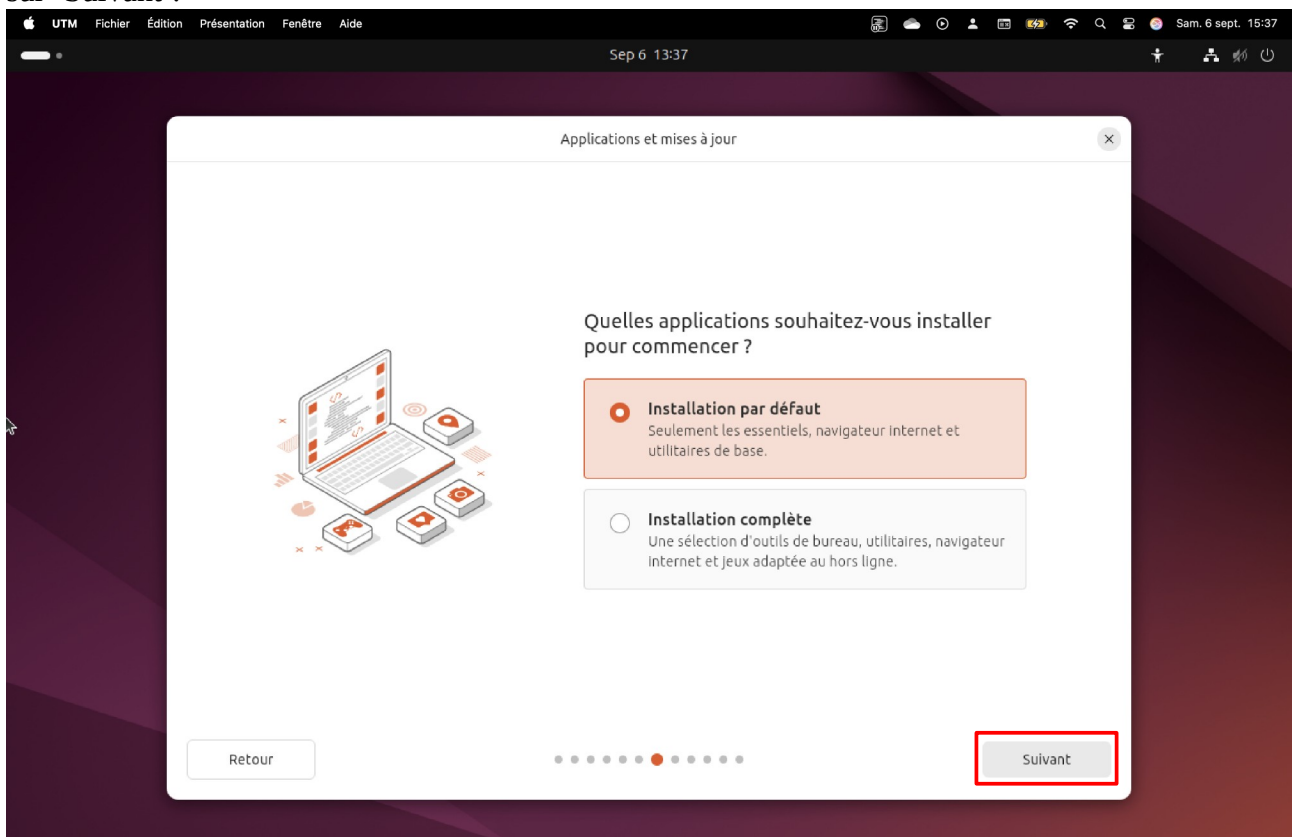 UTM Fichier Édition Présentation Fenêtre Aide Sam. 6 sept. 15:37
Sep 6 13:37
Applications et mises à jour
Quelles applications souhaitez-vous installer
pour commencer ?
Installation par défaut
Seulement les essentiels, navigateur internet et
utilitaires de base.
Installation complète
Une sélection d'outils de bureau, utilitaires, navigateur
internet et jeux adaptée au hors ligne.
Retour
Suivant